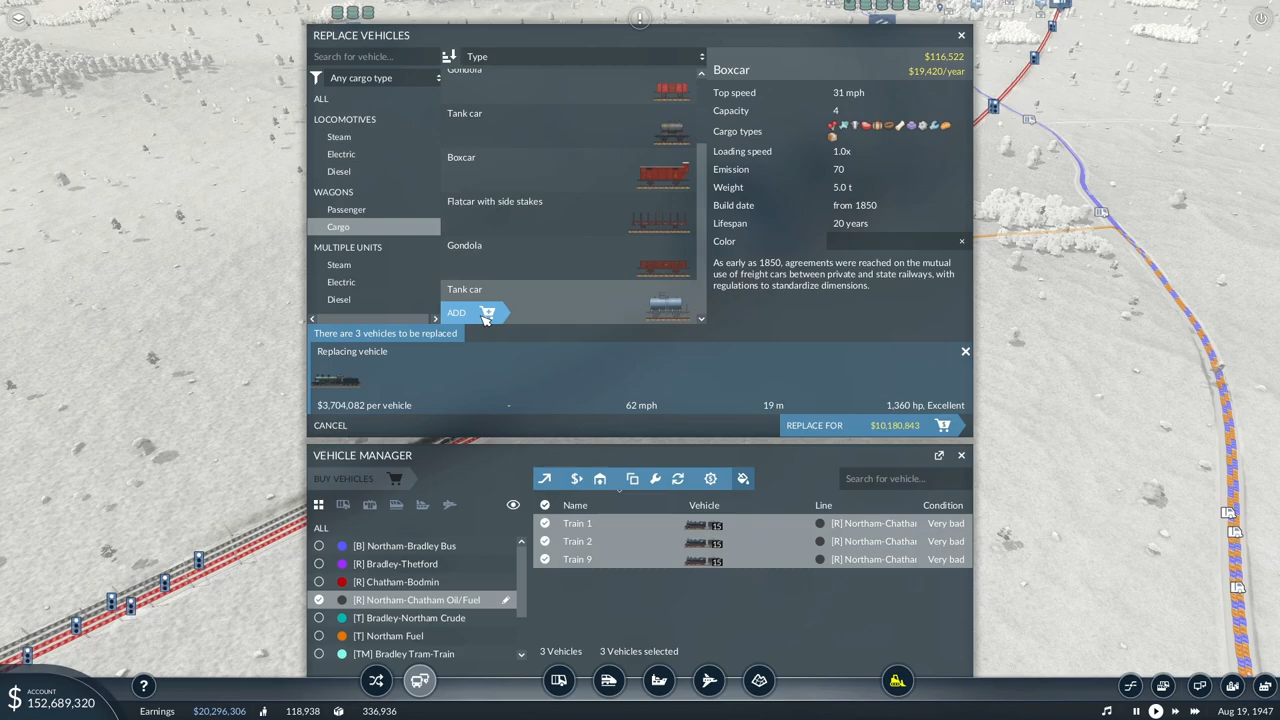 REPLACE VEHICLES
Search for vehicle...
Type
Any cargo type
ALL
LOCOMOTIVES
Steam
Electric
Diesel
WAGONS
Passenger
Cargo
MULTIPLE UNITS
Steam
Electric
Diesel
Gondola
Tank car
Boxcar
Flatcar with side stakes
Gondola
Tank car
ADD
$116,522
Boxcar
$19,420/year
Top speed 31 mph
Capacity 4
Cargo types
Loading speed 1.0x
Emission 70
Weight 5.0 t
Build date from 1850
Lifespan 20 years
Color
As early as 1850, agreements were reached on the mutual
use of freight cars between private and state railways, with
regulations to standardize dimensions.
There are 3 vehicles to be replaced
Replacing vehicle
$3,704,082 per vehicle - 62 mph 19 m 1,360 hp, Excellent
CANCEL
REPLACE FOR $10,180,843
VEHICLE MANAGER
BUY VEHICLES
Search for vehicle...
ALL
[B] Northam-Bradley Bus
[R] Bradley-Thetford
[R] Chatham-Bodmin
[R] Northam-Chatham Oil/Fuel
[T] Bradley-Northam Crude
[T] Northam Fuel
[TM] Bradley Tram-Train
Name Vehicle Line Condition
Train 1 15 [R] Northam-Chathar Very bad
Train 2 15 [R] Northam-Chathar Very bad
Train 9 15 [R] Northam-Chathar Very bad
3 Vehicles 3 Vehicles selected
$ ACCOUNT
152,689,320
?
Earnings $20,296,306 118,938 336,936
Aug 19, 1947